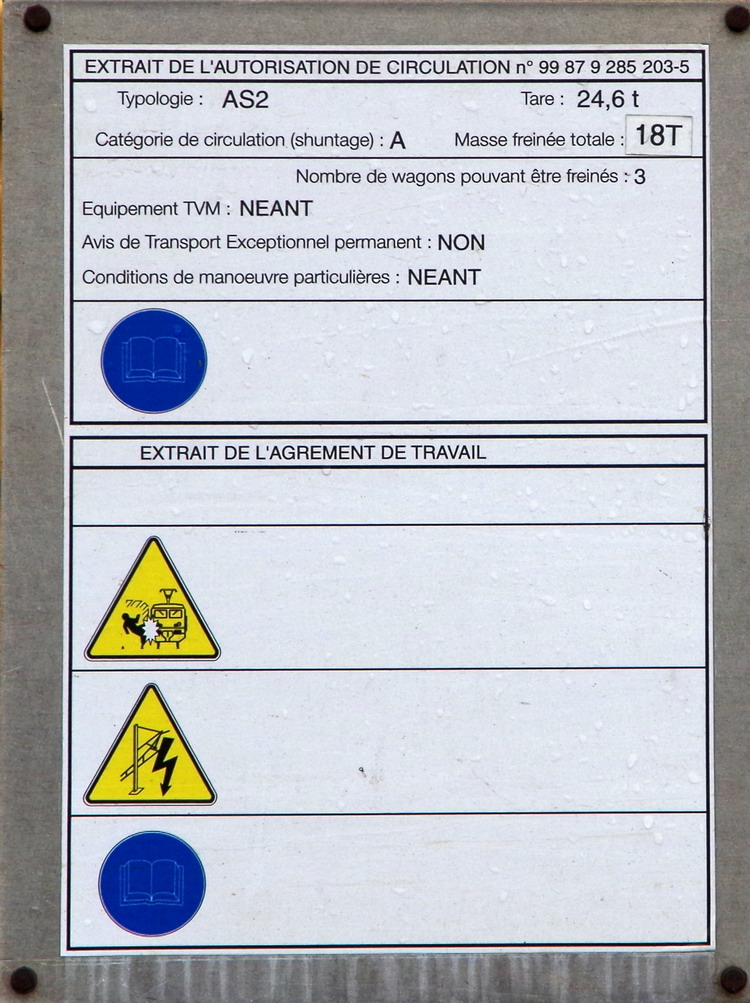 EXTRAIT DE L'AUTORISATION DE CIRCULATION n° 99 87 9 285 203-5
Typologie : AS2 Tare : 24,6 t
Catégorie de circulation (shuntage) : A Masse freinée totale : 18T
Nombre de wagons pouvant être freinés : 3
Equipement TVM : NEANT
Avis de Transport Exceptionnel permanent : NON
Conditions de manoeuvre particulières : NEANT
EXTRAIT DE L'AGREMENT DE TRAVAIL